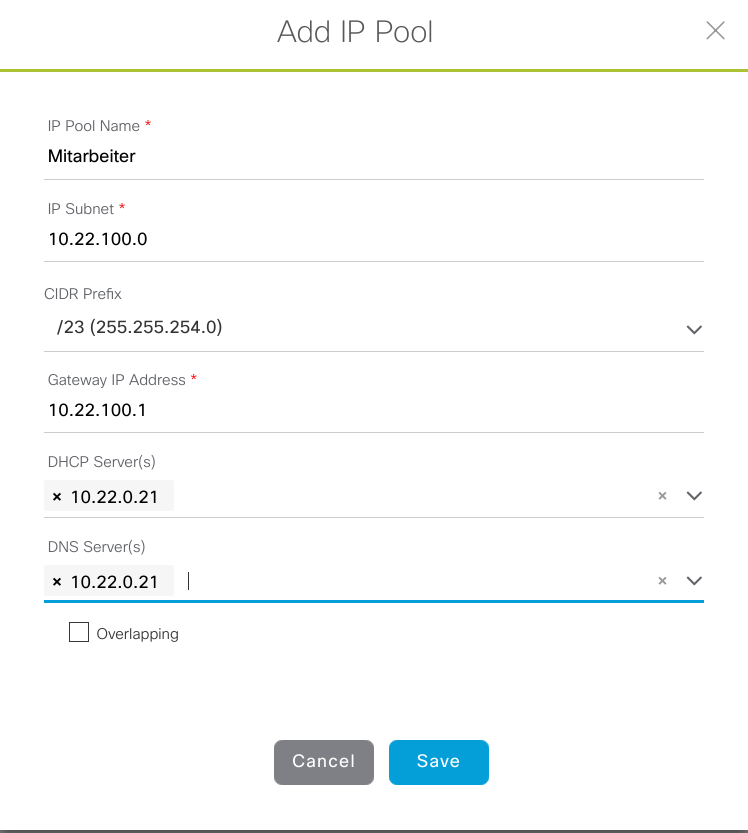 Add IP Pool
IP Pool Name *
Mitarbeiter
IP Subnet *
10.22.100.0
CIDR Prefix
/23 (255.255.254.0)
Gateway IP Address *
10.22.100.1
DHCP Server(s)
× 10.22.0.21 ×
DNS Server(s)
× 10.22.0.21 ×
Overlapping
Cancel Save